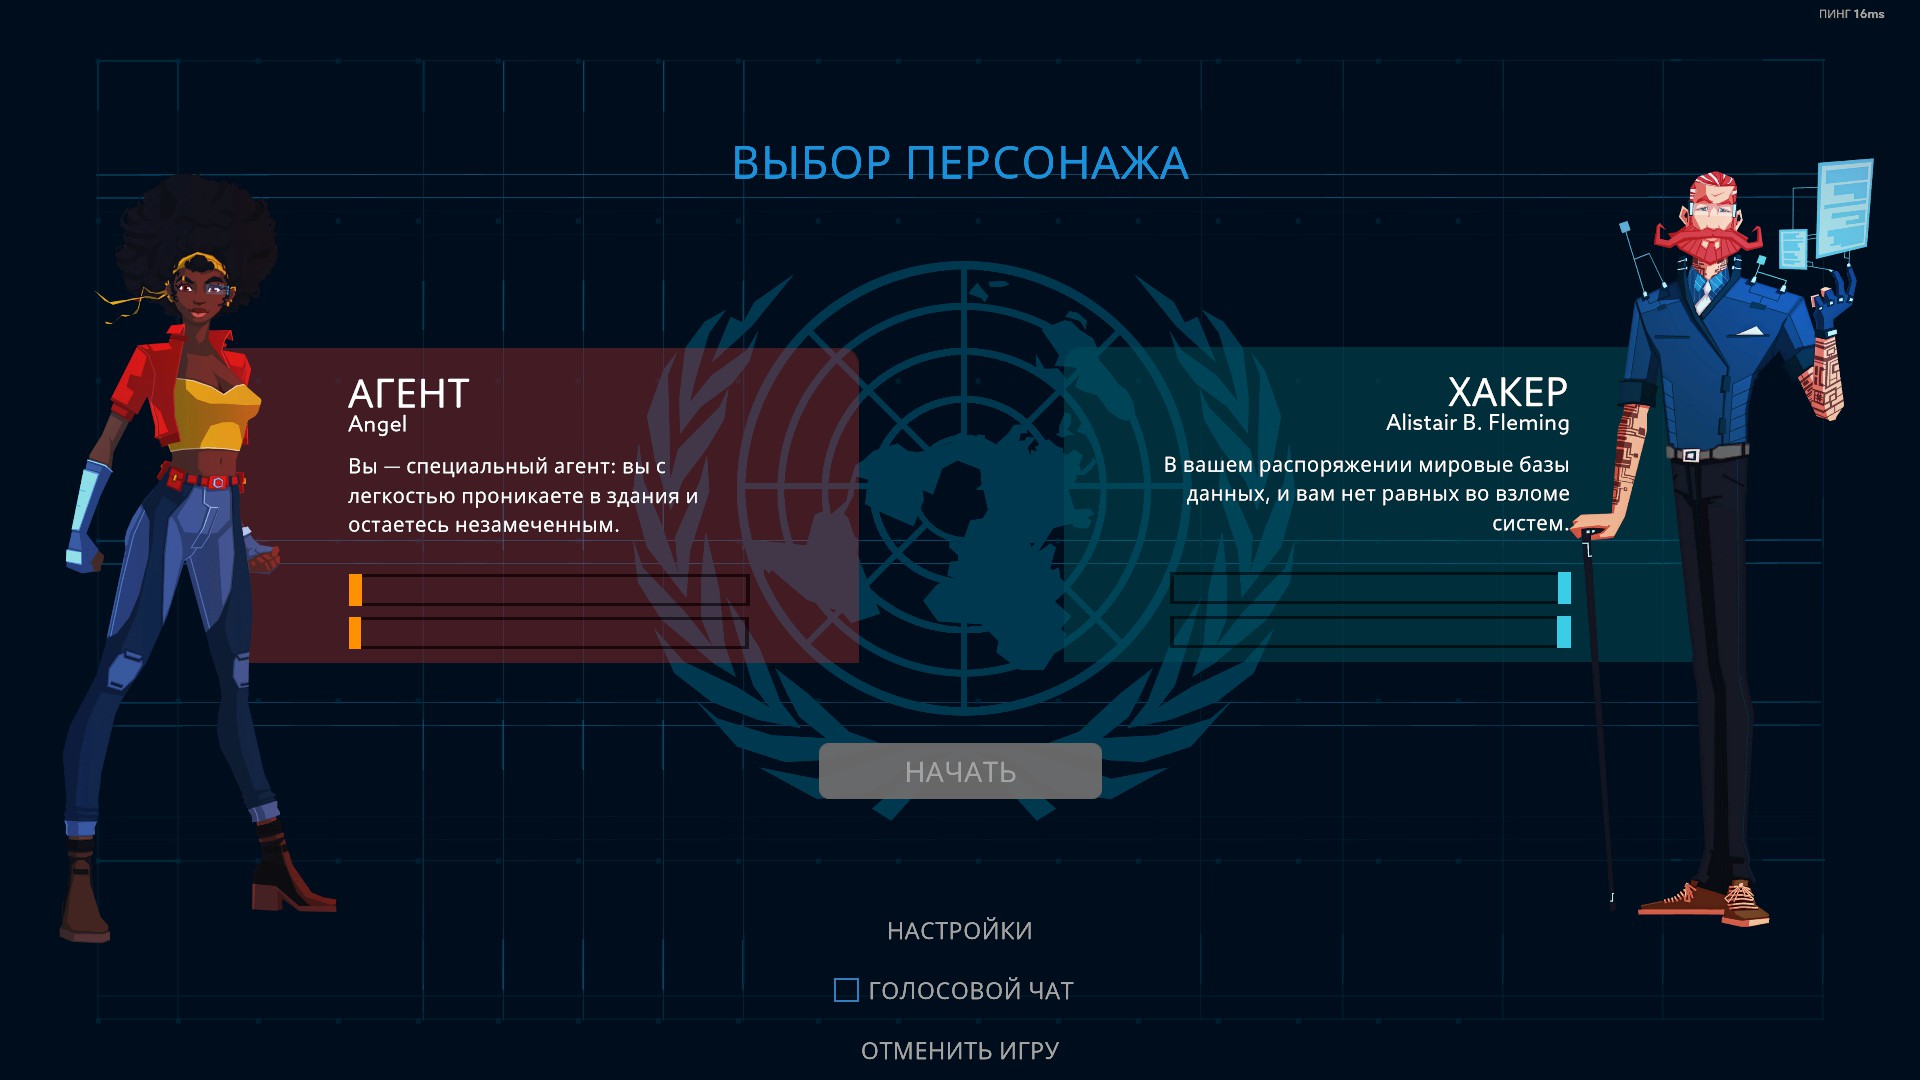 ПИНГ 16ms
ВЫБОР ПЕРСОНАЖА
АГЕНТ
Angel
Вы — специальный агент: вы с
легкостью проникаете в здания и
остаетесь незамеченным.
ХАКЕР
Alistair B. Fleming
В вашем распоряжении мировые базы
данных, и вам нет равных во взломе
систем.
НАЧАТЬ
НАСТРОЙКИ
ГОЛОСОВОЙ ЧАТ
ОТМЕНИТЬ ИГРУ